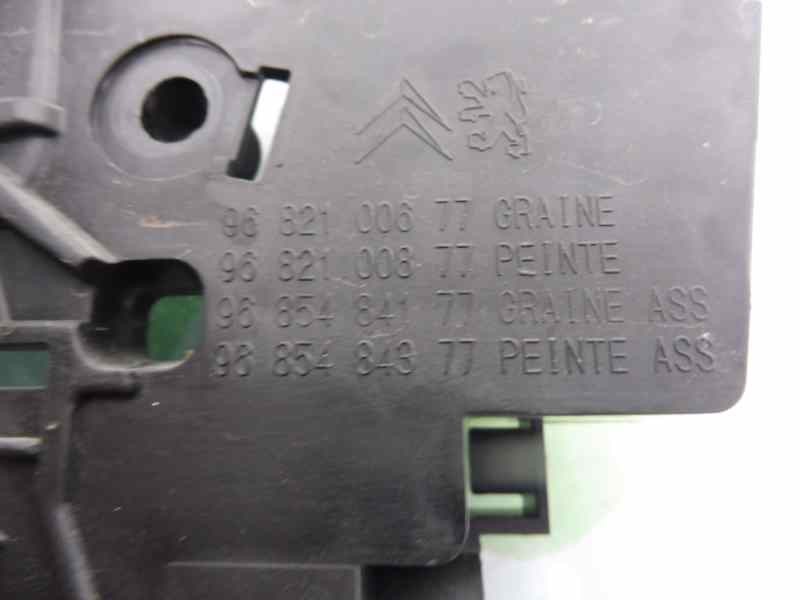 96 821 006 77 GRAINE
96 821 008 77 PEINTE
96 854 841 77 GRAINE ASS
96 854 843 77 PEINTE ASS